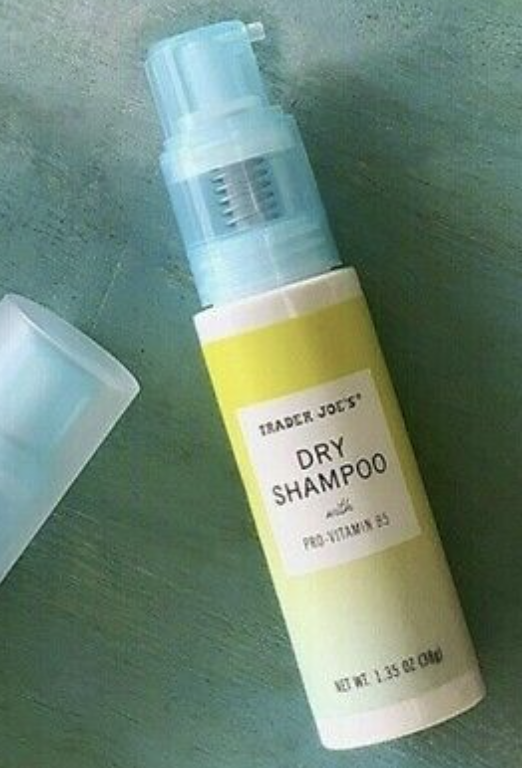 TRADER JOE'S®
DRY
SHAMPOO
with
PRO-VITAMIN B5
NET WT. 1.35 OZ (38g)